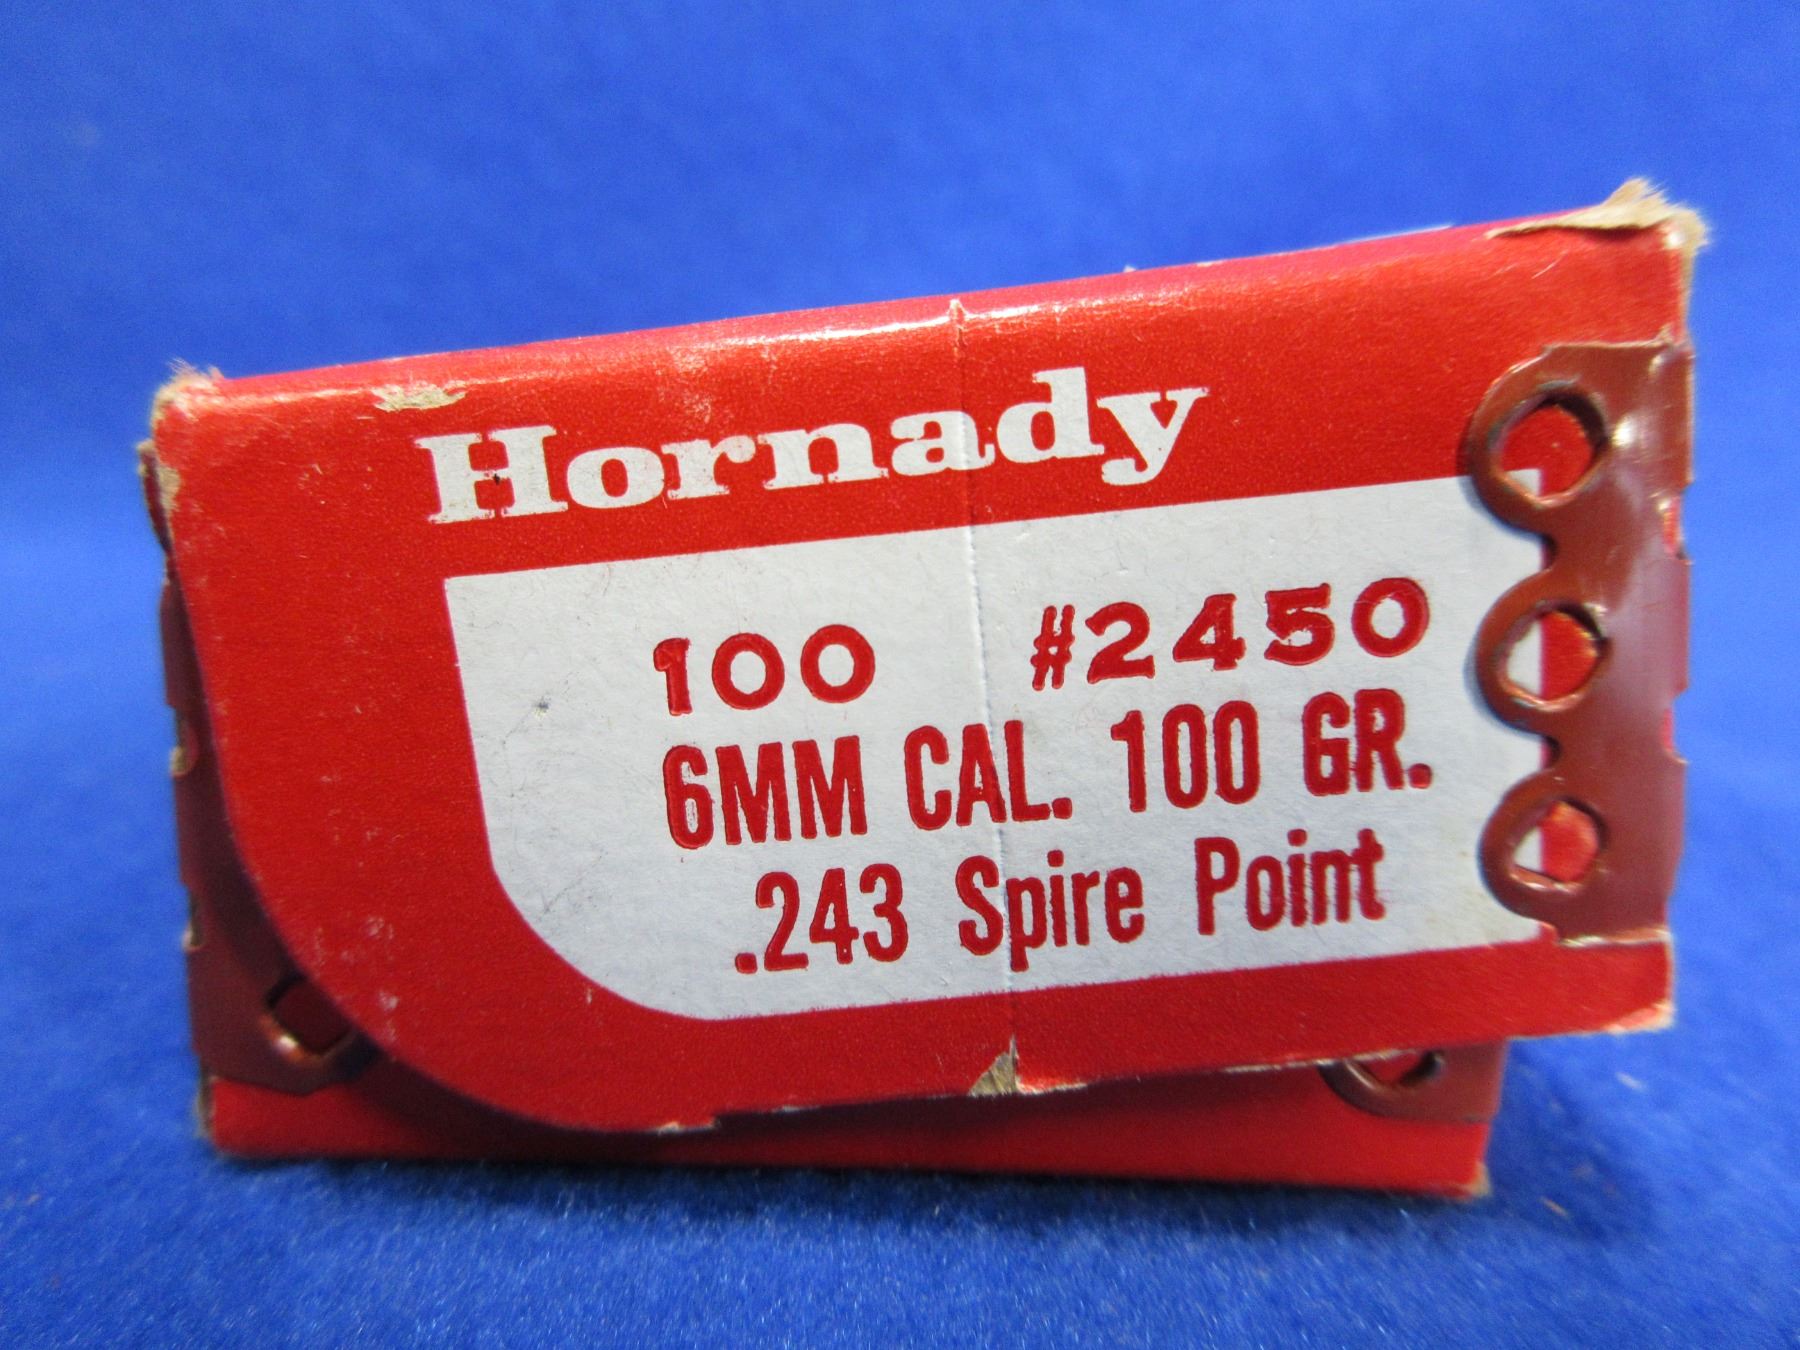 Hornady
100 #2450
6MM CAL. 100 GR.
.243 Spire Point